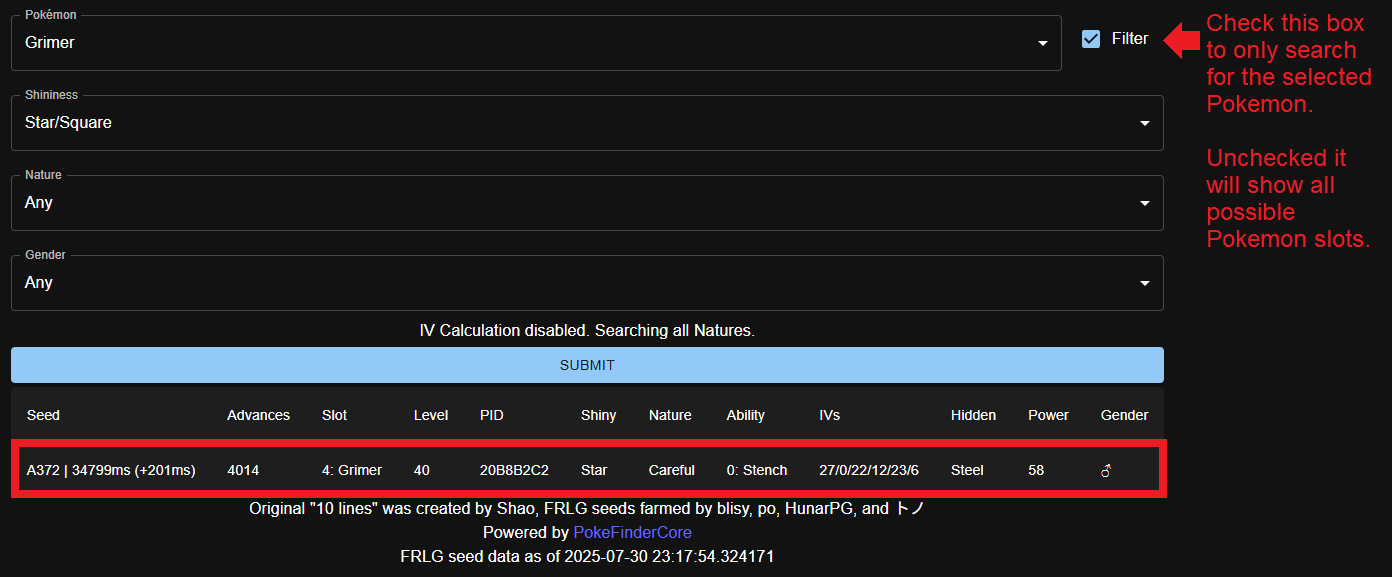 Pokémon
Grimer
Filter
Check this box
to only search
for the selected
Pokemon.
Unchecked it
will show all
possible
Pokemon slots.
Shininess
Star/Square
Nature
Any
Gender
Any
IV Calculation disabled. Searching all Natures.
SUBMIT
Seed Advances Slot Level PID Shiny Nature Ability IVs Hidden Power Gender
A372 | 34799ms (+201ms) 4014 4: Grimer 40 20B8B2C2 Star Careful 0: Stench 27/0/22/12/23/6 Steel 58 ♂
Original "10 lines" was created by Shao, FRLG seeds farmed by blisy, po, HunarPG, and トノ
Powered by PokeFinderCore
FRLG seed data as of 2025-07-30 23:17:54.324171